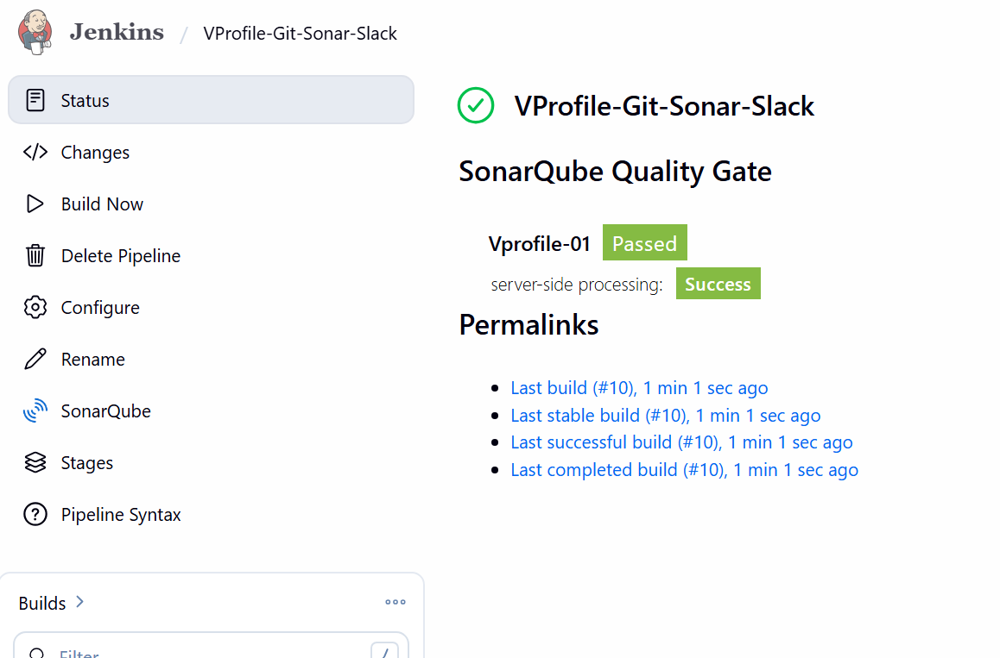 Jenkins / VProfile-Git-Sonar-Slack
Status
Changes
Build Now
Delete Pipeline
Configure
Rename
SonarQube
Stages
Pipeline Syntax
Builds
Filter /
VProfile-Git-Sonar-Slack
SonarQube Quality Gate
Vprofile-01 Passed
server-side processing: Success
Permalinks
Last build (#10), 1 min 1 sec ago
Last stable build (#10), 1 min 1 sec ago
Last successful build (#10), 1 min 1 sec ago
Last completed build (#10), 1 min 1 sec ago